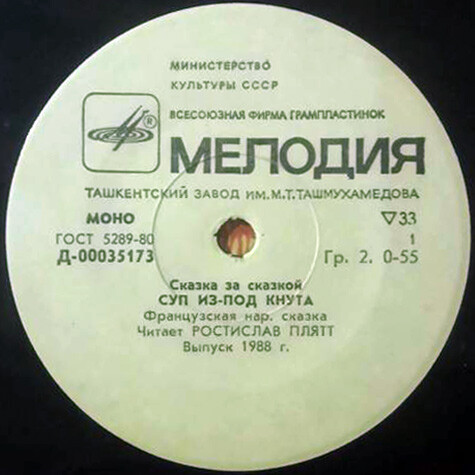 МИНИСТЕРСТВО
КУЛЬТУРЫ СССР
ВСЕСОЮЗНАЯ ФИРМА ГРАМПЛАСТИНОК
®
МЕЛОДИЯ
ТАШКЕНТСКИЙ ЗАВОД ИМ. М.Т. ТАШМУХАМЕДОВА
МОНО ▽33
ГОСТ 5289-80 1
Д-00035173 Гр. 2. 0-55
Сказка за сказкой
СУП ИЗ-ПОД КНУТА
Французская нар. сказка
Читает РОСТИСЛАВ ПЛЯТТ
Выпуск 1988 г.